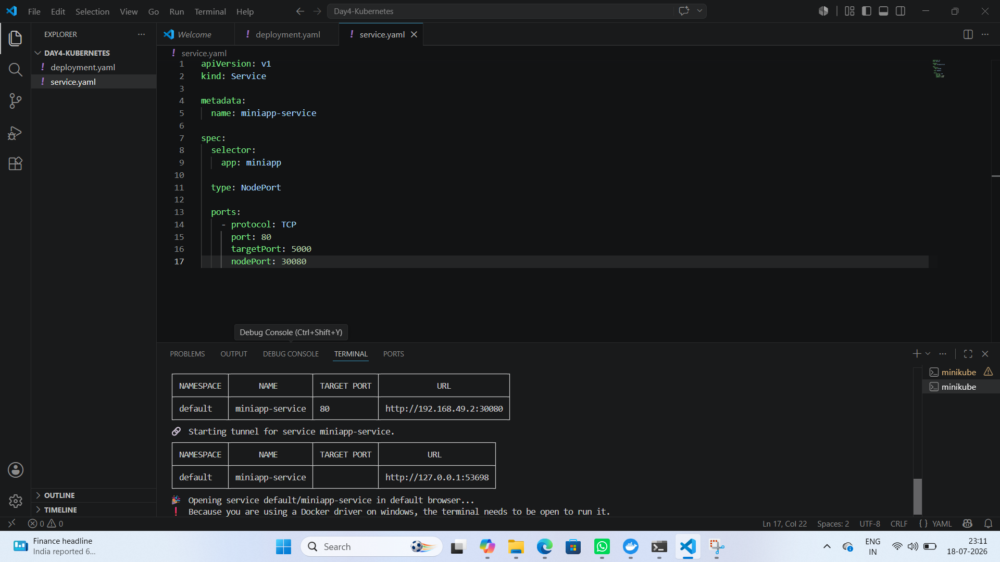 File Edit Selection View Go Run Terminal Help
Day4-Kubernetes
EXPLORER
Welcome
deployment.yaml
service.yaml
DAY4-KUBERNETES
deployment.yaml
service.yaml
OUTLINE
TIMELINE
service.yaml
1 apiVersion: v1
2 kind: Service
3
4 metadata:
5 name: miniapp-service
6
7 spec:
8 selector:
9 app: miniapp
10
11 type: NodePort
12
13 ports:
14 - protocol: TCP
15 port: 80
16 targetPort: 5000
17 nodePort: 30080
Debug Console (Ctrl+Shift+Y)
PROBLEMS OUTPUT DEBUG CONSOLE TERMINAL PORTS
NAMESPACE NAME TARGET PORT URL
default miniapp-service 80 http://192.168.49.2:30080
Starting tunnel for service miniapp-service.
NAMESPACE NAME TARGET PORT URL
default miniapp-service http://127.0.0.1:53698
Opening service default/miniapp-service in default browser...
Because you are using a Docker driver on windows, the terminal needs to be open to run it.
minikube
minikube
0 0
Ln 17, Col 22 Spaces: 2 UTF-8 CRLF {} YAML
Finance headline
India reported 6...
Search
ENG
IN
23:11
18-07-2026